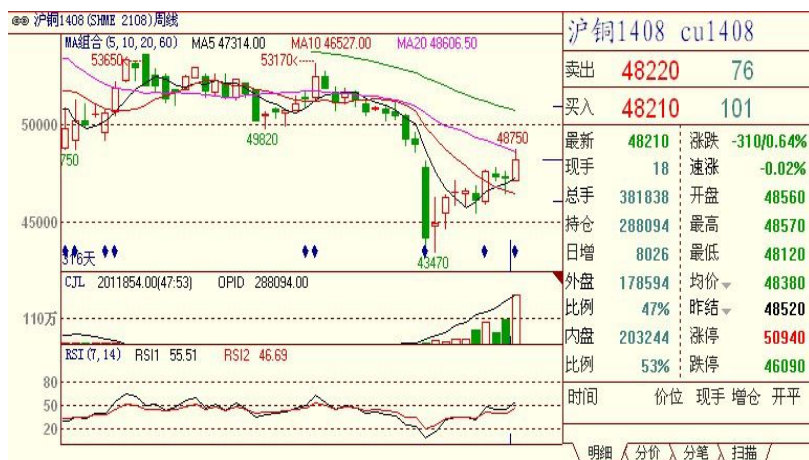 沪铜1408(SHME 2108)周线
MA组合(5,10,20,60) MA5 47314.00 MA10 46527.00 MA20 48606.50
53650
53170
50000
49820
48750
750
45000
43470
316天
CJL 2011854.00(47:53) OPID 288094.00
110万
RSI(7,14) RSI1 55.51 RSI2 46.69
80
50
20
沪铜1408 cu1408
卖出 48220 76
买入 48210 101
最新 48210 涨跌 -310/0.64%
现手 18 速涨 -0.02%
总手 381838 开盘 48560
持仓 288094 最高 48570
日增 8026 最低 48120
外盘 178594 均价 48380
比例 47% 昨结 48520
内盘 203244 涨停 50940
比例 53% 跌停 46090
时间 价位 现手 增仓 开平
明细 分价 分笔 扫描